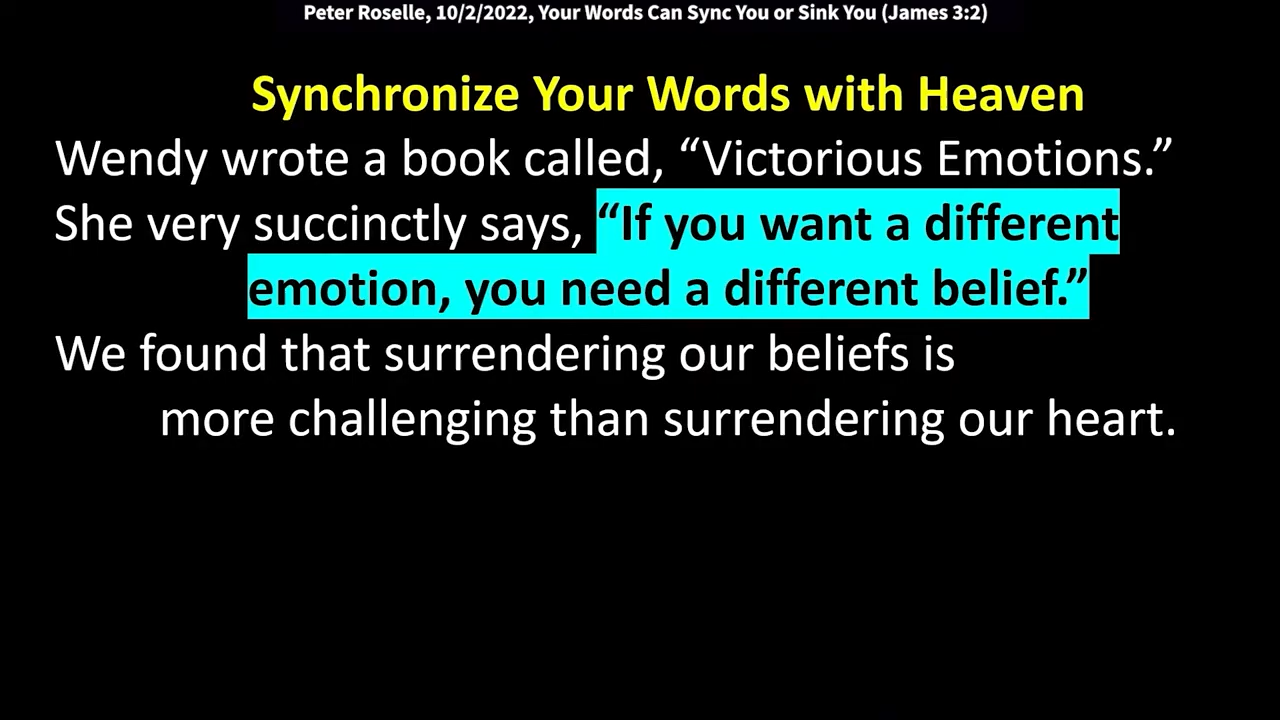 Peter Roselle, 10/2/2022, Your Words Can Sync You or Sink You (James 3:2)
Synchronize Your Words with Heaven
Wendy wrote a book called, “Victorious Emotions.”
She very succinctly says, “If you want a different
emotion, you need a different belief.”
We found that surrendering our beliefs is
more challenging than surrendering our heart.